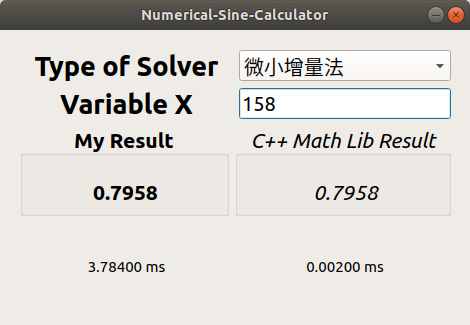 Numerical-Sine-Calculator
Type of Solver 微小增量法
Variable X 158
My Result C++ Math Lib Result
0.7958 0.7958
3.78400 ms 0.00200 ms